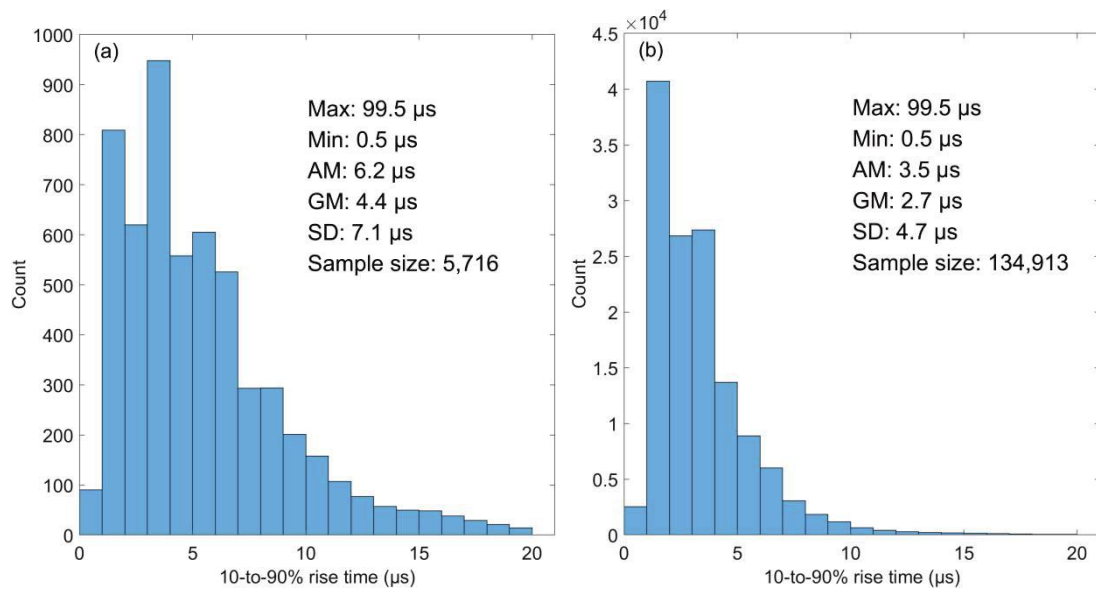 (a)
1000
900
800
700
600
500
400
300
200
100
0
Count
Max: 99.5 µs
Min: 0.5 µs
AM: 6.2 µs
GM: 4.4 µs
SD: 7.1 µs
Sample size: 5,716
0 5 10 15 20
10-to-90% rise time (µs)
×10⁴
(b)
4.5
4
3.5
3
2.5
2
1.5
1
0.5
0
Count
Max: 99.5 µs
Min: 0.5 µs
AM: 3.5 µs
GM: 2.7 µs
SD: 4.7 µs
Sample size: 134,913
0 5 10 15 20
10-to-90% rise time (µs)